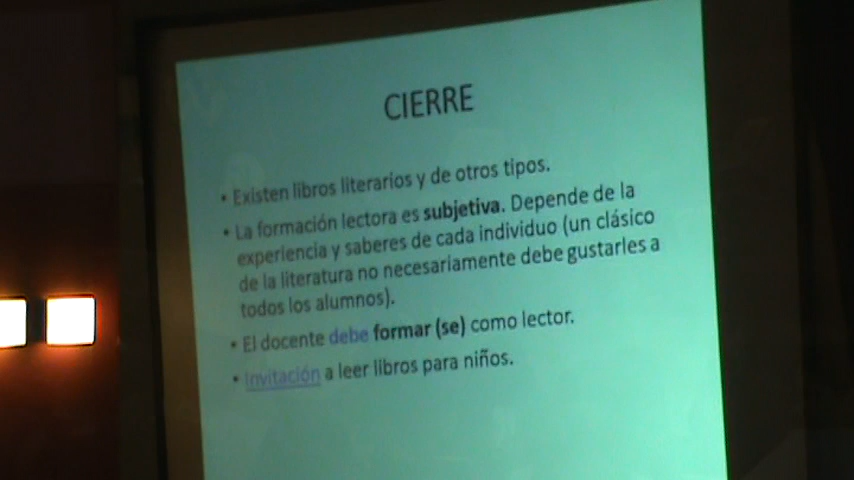 CIERRE
• Existen libros literarios y de otros tipos.
• La formación lectora es subjetiva. Depende de la
experiencia y saberes de cada individuo (un clásico
de la literatura no necesariamente debe gustarles a
todos los alumnos).
• El docente debe formar (se) como lector.
• Invitación a leer libros para niños.